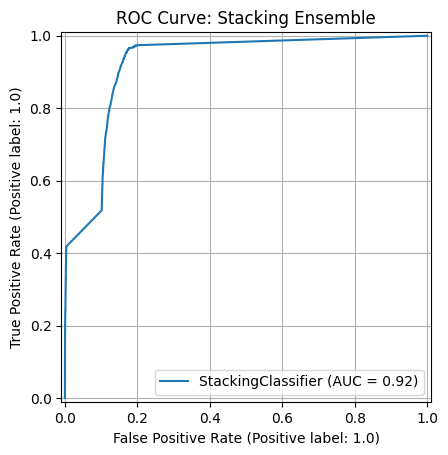 ROC Curve: Stacking Ensemble
1.0
0.8
0.6
0.4
0.2
0.0
True Positive Rate (Positive label: 1.0)
StackingClassifier (AUC = 0.92)
0.0 0.2 0.4 0.6 0.8 1.0
False Positive Rate (Positive label: 1.0)